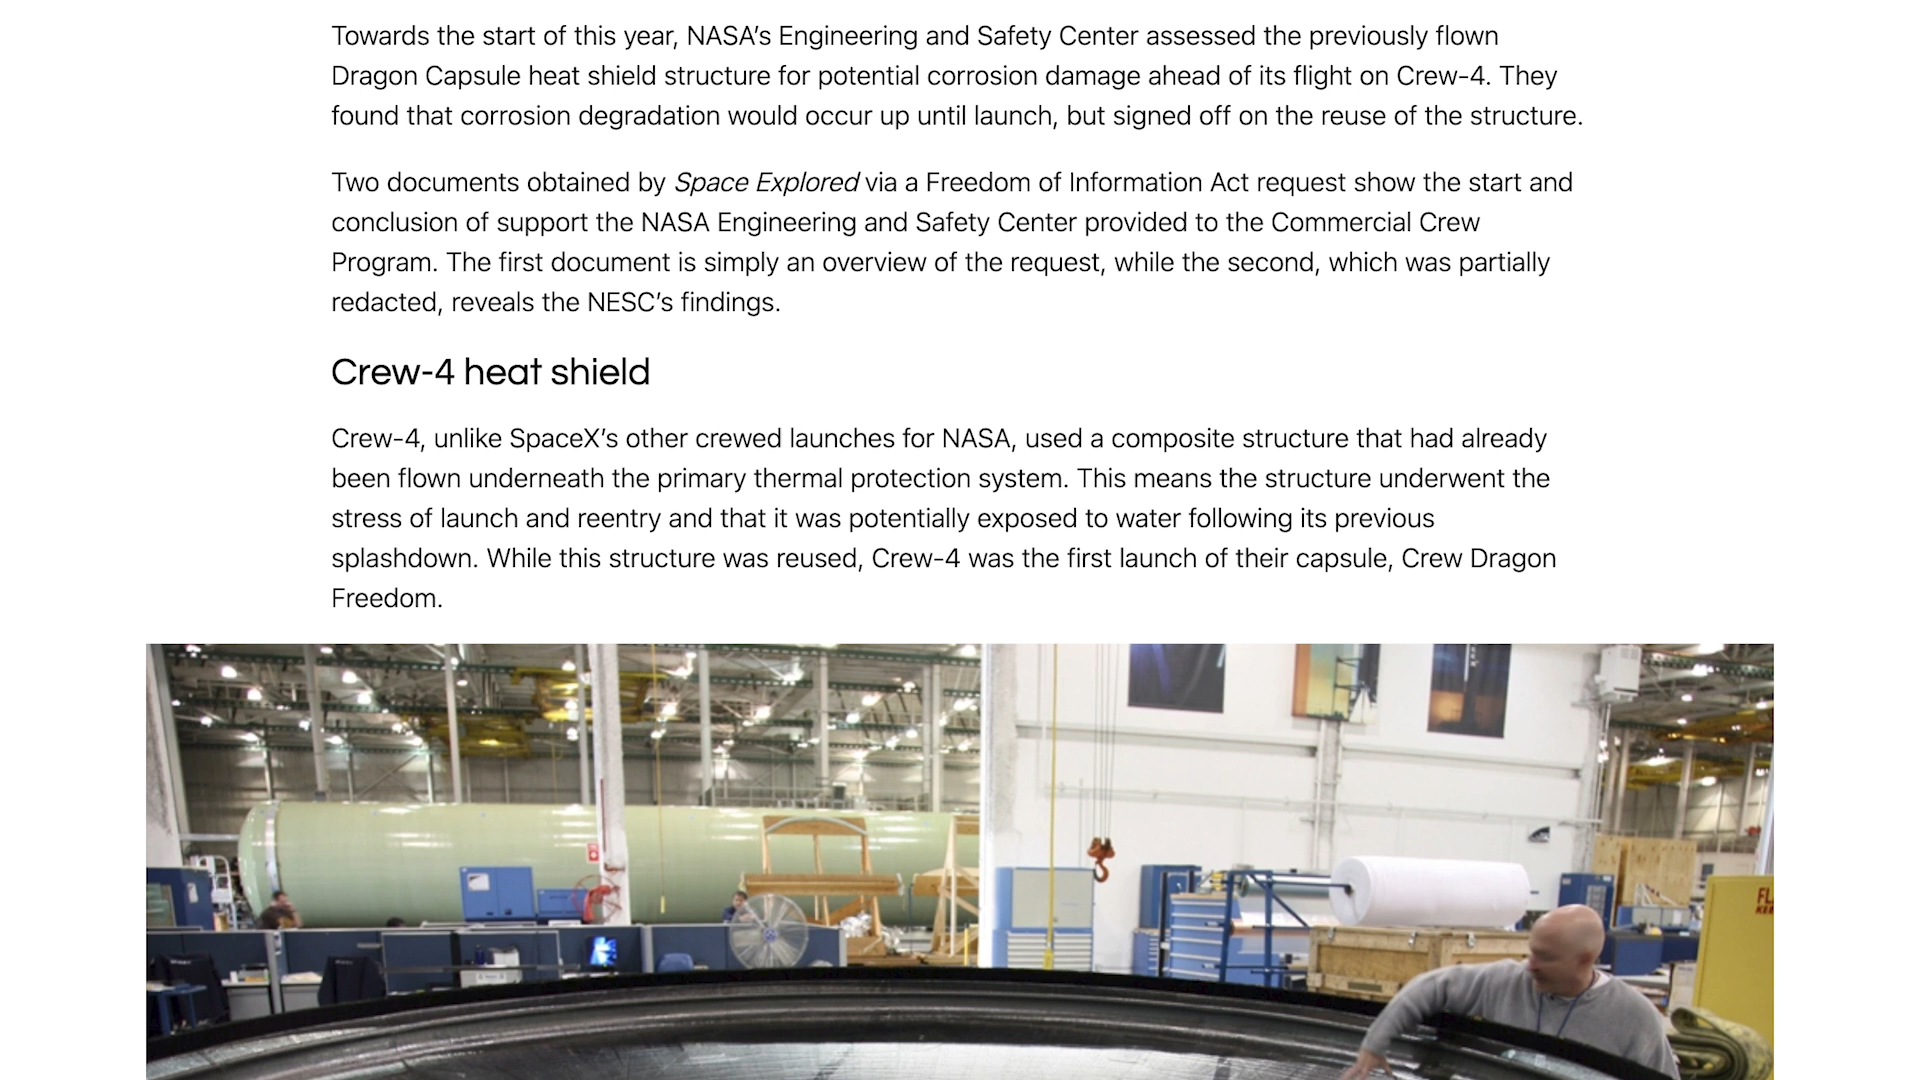 Towards the start of this year, NASA’s Engineering and Safety Center assessed the previously flown
Dragon Capsule heat shield structure for potential corrosion damage ahead of its flight on Crew-4. They
found that corrosion degradation would occur up until launch, but signed off on the reuse of the structure.
Two documents obtained by Space Explored via a Freedom of Information Act request show the start and
conclusion of support the NASA Engineering and Safety Center provided to the Commercial Crew
Program. The first document is simply an overview of the request, while the second, which was partially
redacted, reveals the NESC’s findings.
Crew-4 heat shield
Crew-4, unlike SpaceX’s other crewed launches for NASA, used a composite structure that had already
been flown underneath the primary thermal protection system. This means the structure underwent the
stress of launch and reentry and that it was potentially exposed to water following its previous
splashdown. While this structure was reused, Crew-4 was the first launch of their capsule, Crew Dragon
Freedom.